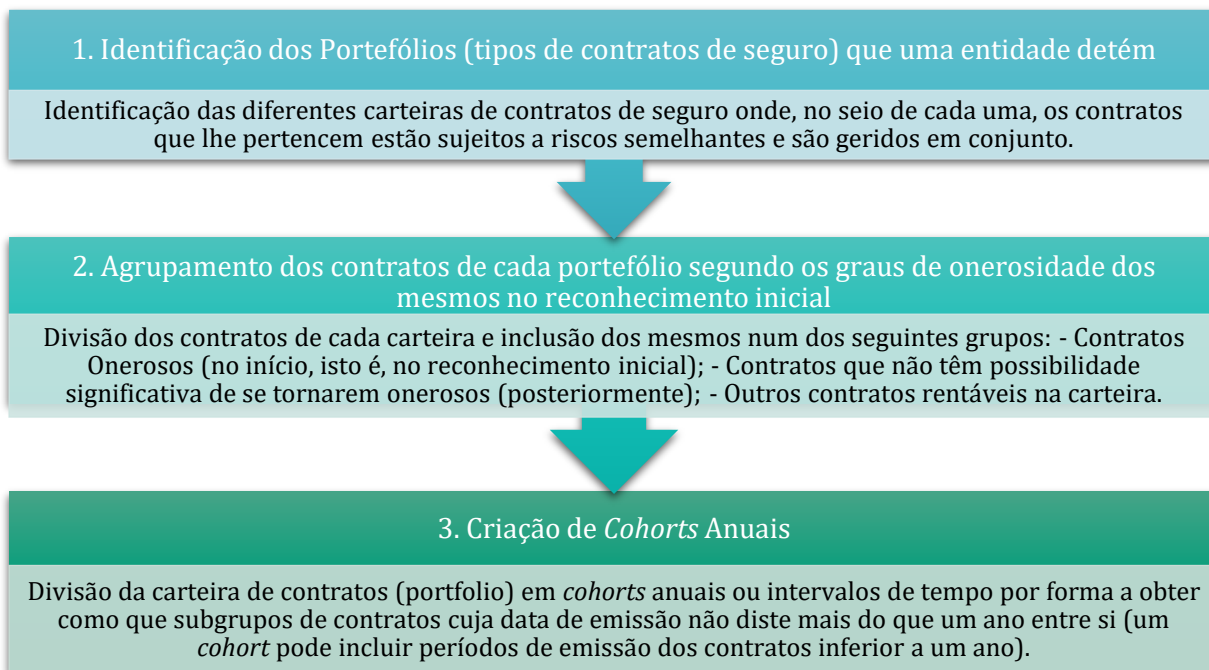 1. Identificação dos Portefólios (tipos de contratos de seguro) que uma entidade detém
Identificação das diferentes carteiras de contratos de seguro onde, no seio de cada uma, os contratos
que lhe pertencem estão sujeitos a riscos semelhantes e são geridos em conjunto.
2. Agrupamento dos contratos de cada portefólio segundo os graus de onerosidade dos
mesmos no reconhecimento inicial
Divisão dos contratos de cada carteira e inclusão dos mesmos num dos seguintes grupos: - Contratos
Onerosos (no início, isto é, no reconhecimento inicial); - Contratos que não têm possibilidade
significativa de se tornarem onerosos (posteriormente); - Outros contratos rentáveis na carteira.
3. Criação de Cohorts Anuais
Divisão da carteira de contratos (portfolio) em cohorts anuais ou intervalos de tempo por forma a obter
como que subgrupos de contratos cuja data de emissão não diste mais do que um ano entre si (um
cohort pode incluir períodos de emissão dos contratos inferior a um ano).